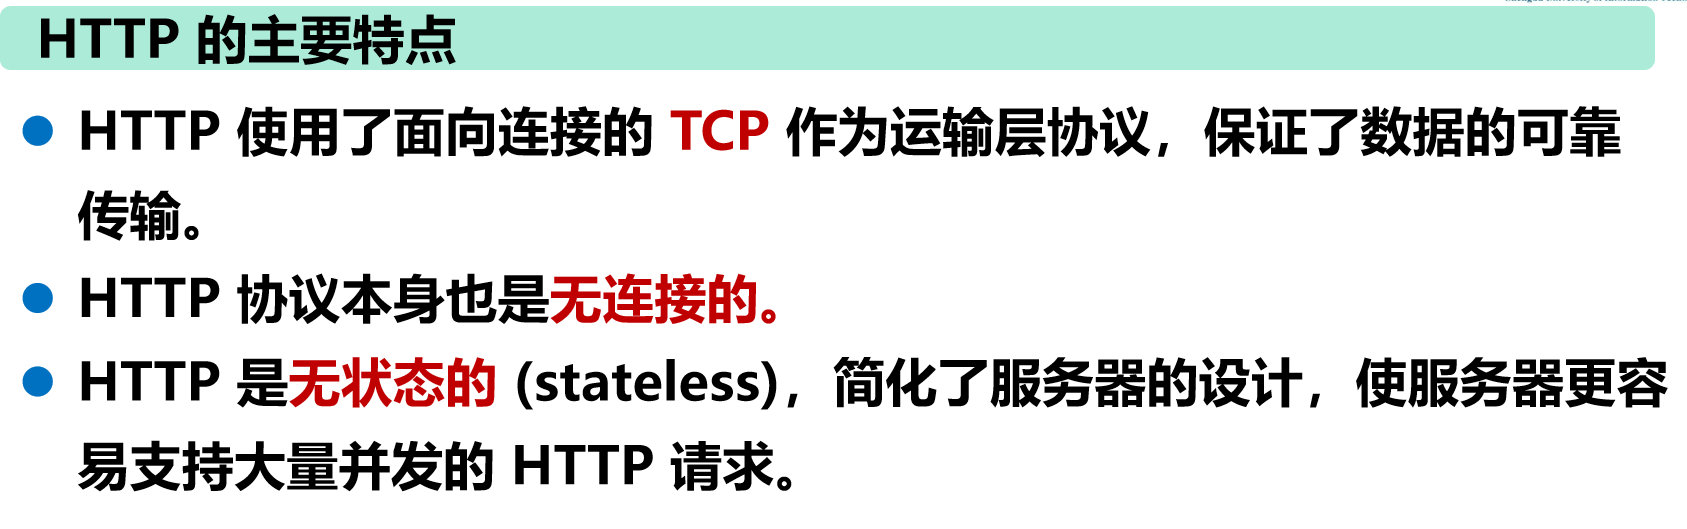 HTTP 的主要特点
HTTP 使用了面向连接的 TCP 作为运输层协议，保证了数据的可靠
传输。
HTTP 协议本身也是无连接的。
HTTP 是无状态的 (stateless)，简化了服务器的设计，使服务器更容
易支持大量并发的 HTTP 请求。